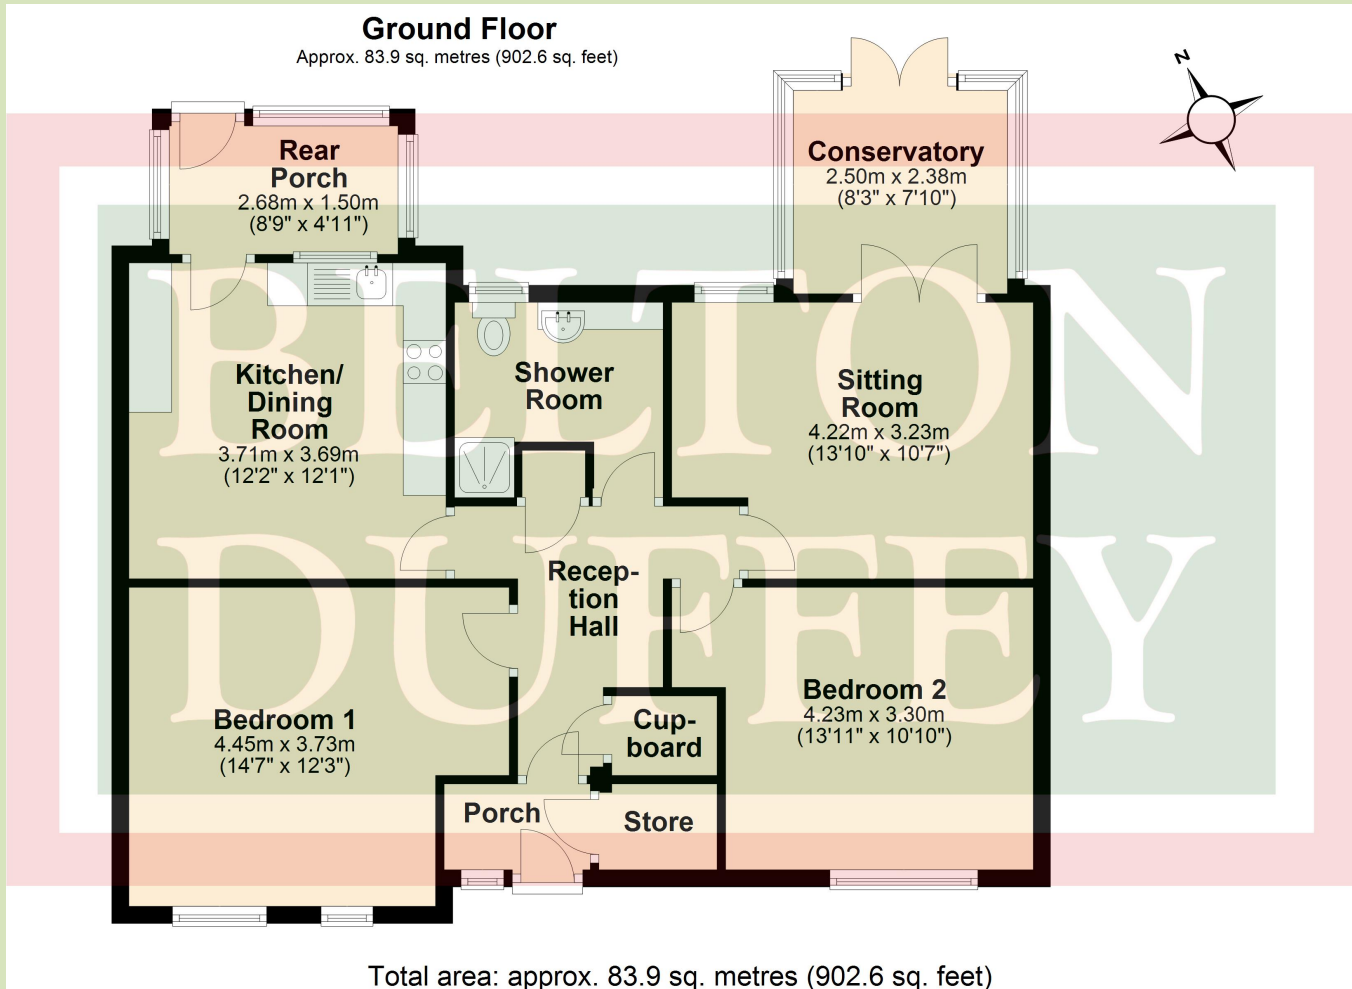 Ground Floor
Approx. 83.9 sq. metres (902.6 sq. feet)
N
Rear
Porch
2.68m x 1.50m
(8'9" x 4'11")
Conservatory
2.50m x 2.38m
(8'3" x 7'10")
BELTON
DUFFEY
Kitchen/
Dining
Room
3.71m x 3.69m
(12'2" x 12'1")
Shower
Room
Sitting
Room
4.22m x 3.23m
(13'10" x 10'7")
Recep-
tion
Hall
Bedroom 1
4.45m x 3.73m
(14'7" x 12'3")
Cup-
board
Bedroom 2
4.23m x 3.30m
(13'11" x 10'10")
Porch
Store
Total area: approx. 83.9 sq. metres (902.6 sq. feet)